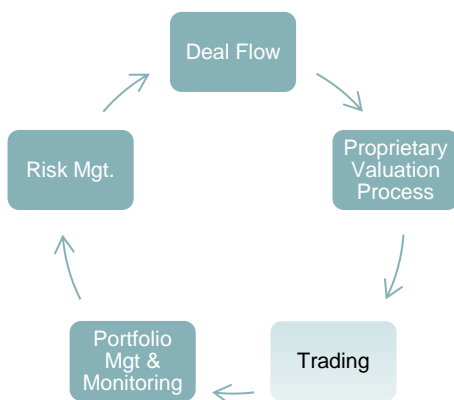 Deal Flow
Proprietary
Valuation
Process
Trading
Portfolio
Mgt &
Monitoring
Risk Mgt.